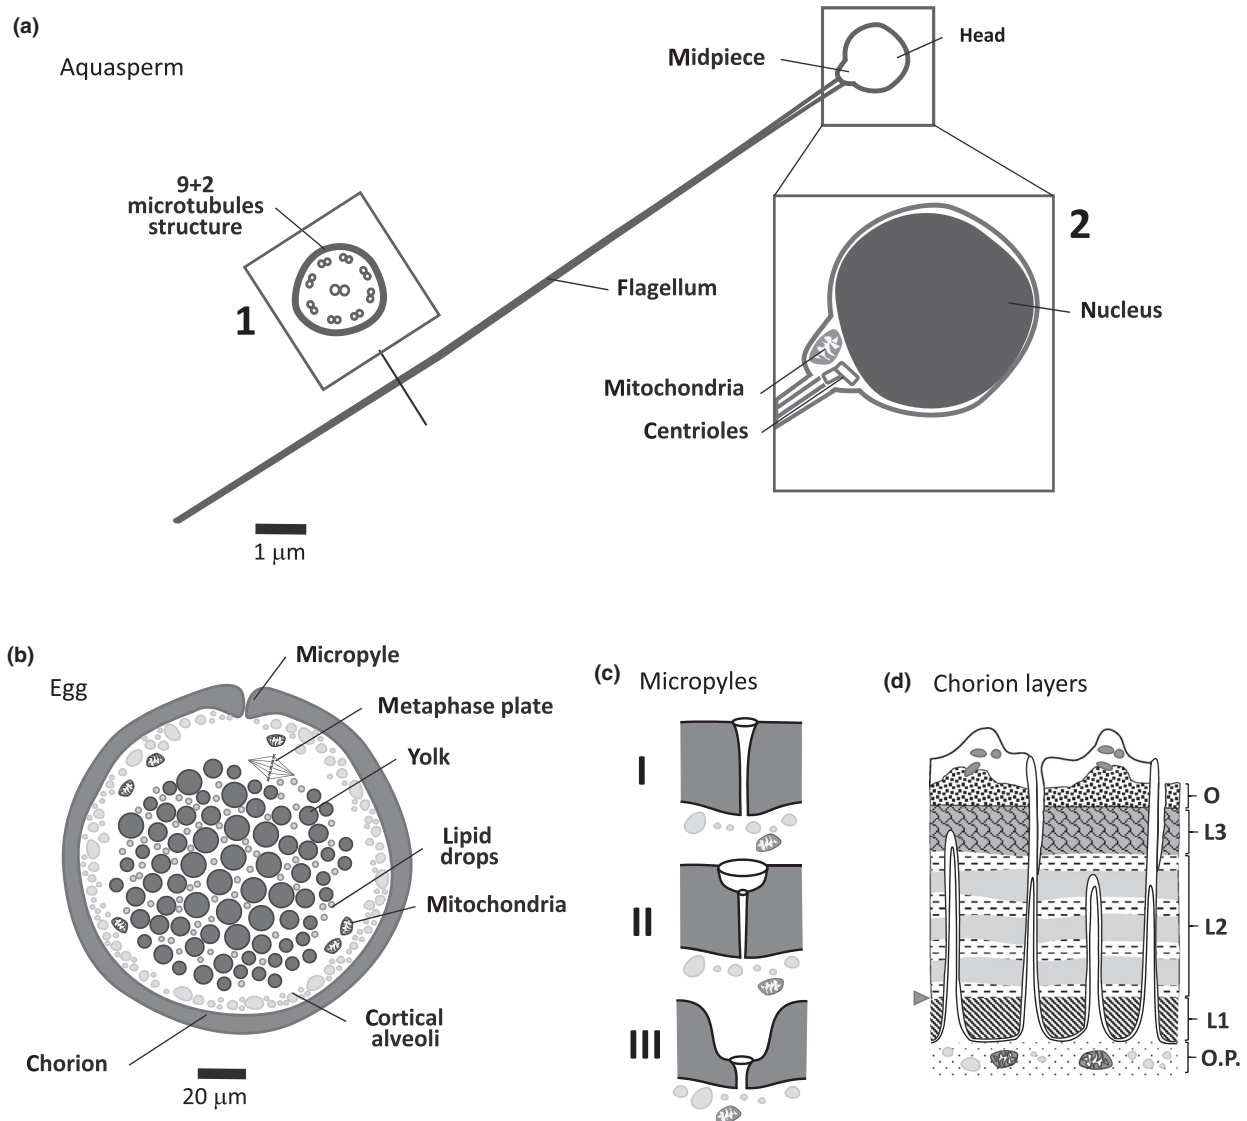 (a)
Aquasperm
Head
Midpiece
9+2
microtubules
structure
1
2
Flagellum
Nucleus
Mitochondria
Centrioles
1 μm
(b)
Egg
Micropyle
Metaphase plate
Yolk
Lipid
drops
Mitochondria
Cortical
alveoli
Chorion
20 μm
(c)
Micropyles
I
II
III
(d)
Chorion layers
O
L3
L2
L1
O.P.